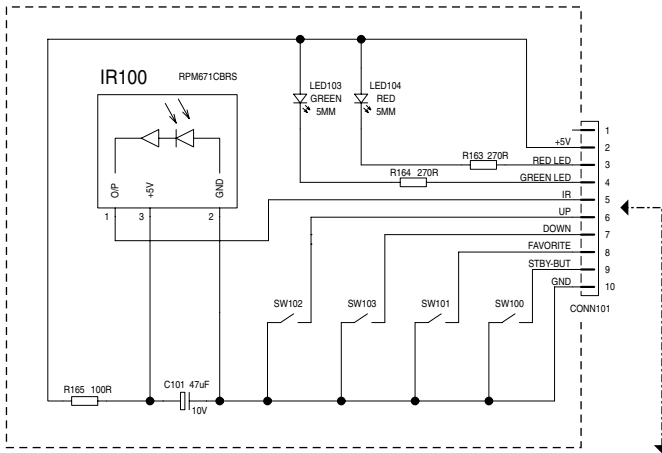 IR100 RPM671CBRS
LED103
GREEN
5MM
LED104
RED
5MM
O/P
+5V
GND
1 3 2
R163 270R
R164 270R
+5V
RED LED
GREEN LED
IR
UP
DOWN
FAVORITE
STBY-BUT
GND
1
2
3
4
5
6
7
8
9
10
CONN101
SW102
SW103
SW101
SW100
R165 100R
C101 47uF
10V